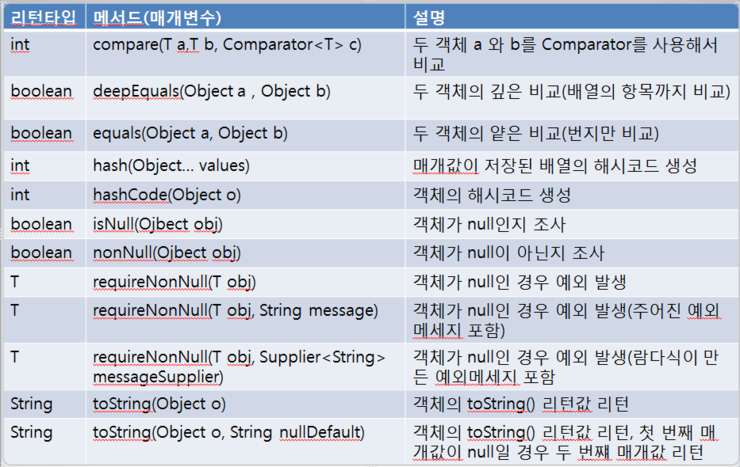 리턴타입 메서드(매개변수) 설명
int compare(T a,T b, Comparator<T> c) 두 객체 a 와 b를 Comparator를 사용해서
비교
boolean deepEquals(Object a , Object b) 두 객체의 깊은 비교(배열의 항목까지 비교)
boolean equals(Object a, Object b) 두 객체의 얕은 비교(번지만 비교)
int hash(Object... values) 매개값이 저장된 배열의 해시코드 생성
int hashCode(Object o) 객체의 해시코드 생성
boolean isNull(Ojbect obj) 객체가 null인지 조사
boolean nonNull(Ojbect obj) 객체가 null이 아닌지 조사
T requireNonNull(T obj) 객체가 null인 경우 예외 발생
T requireNonNull(T obj, String message) 객체가 null인 경우 예외 발생(주어진 예외
메세지 포함)
T requireNonNull(T obj, Supplier<String> 객체가 null인 경우 예외 발생(람다식이 만
messageSupplier) 든 예외메세지 포함
String toString(Object o) 객체의 toString() 리턴값 리턴
String toString(Object o, String nullDefault) 객체의 toString() 리턴값 리턴, 첫 번째 매
개값이 null일 경우 두 번째 매개값 리턴